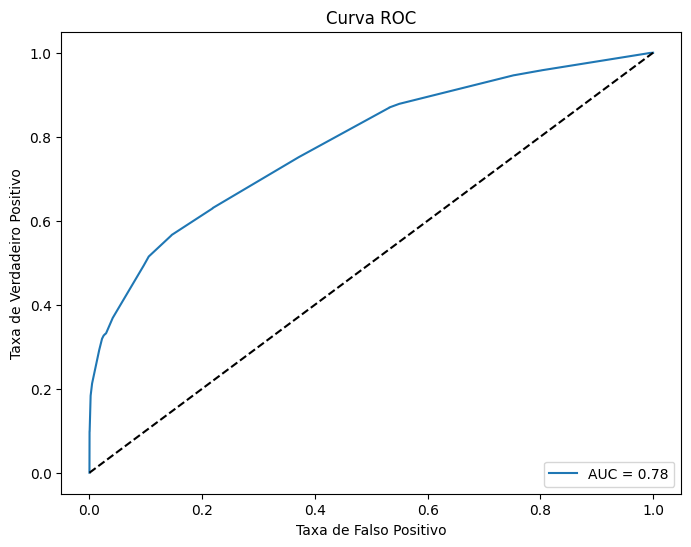 Curva ROC
1.0
0.8
0.6
0.4
0.2
0.0
Taxa de Verdadeiro Positivo
AUC = 0.78
0.0 0.2 0.4 0.6 0.8 1.0
Taxa de Falso Positivo